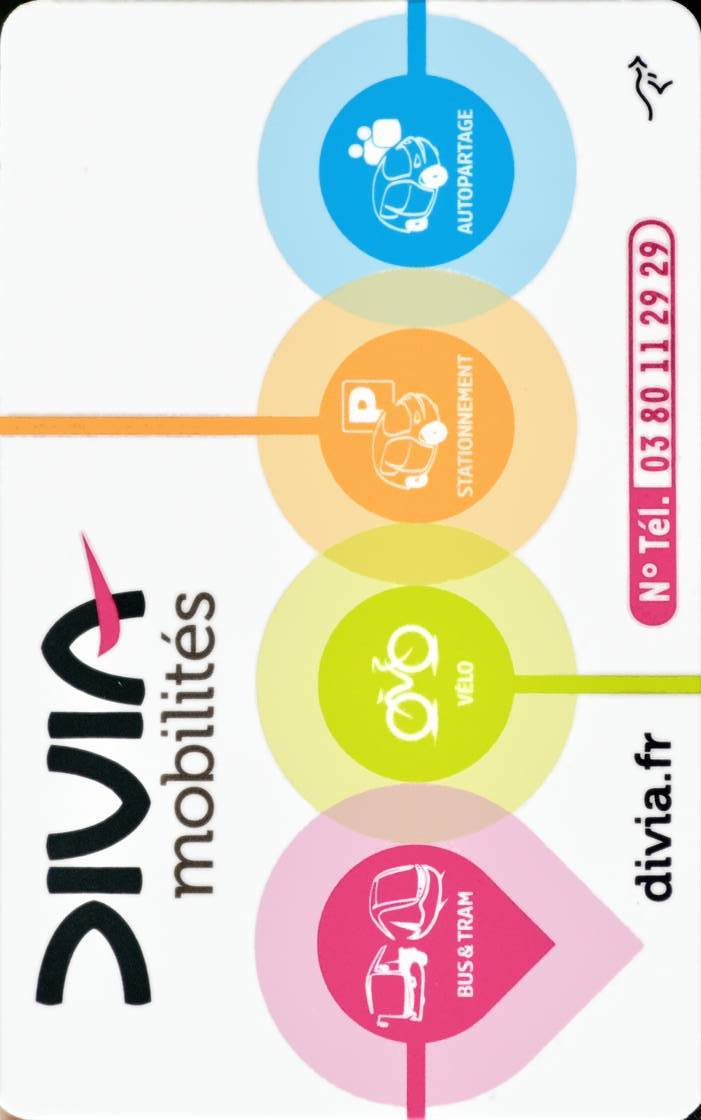 DIVIA
mobilités
BUS & TRAM
VÉLO
STATIONNEMENT
P
AUTOPARTAGE
divia.fr
N° Tél. 03 80 11 29 29